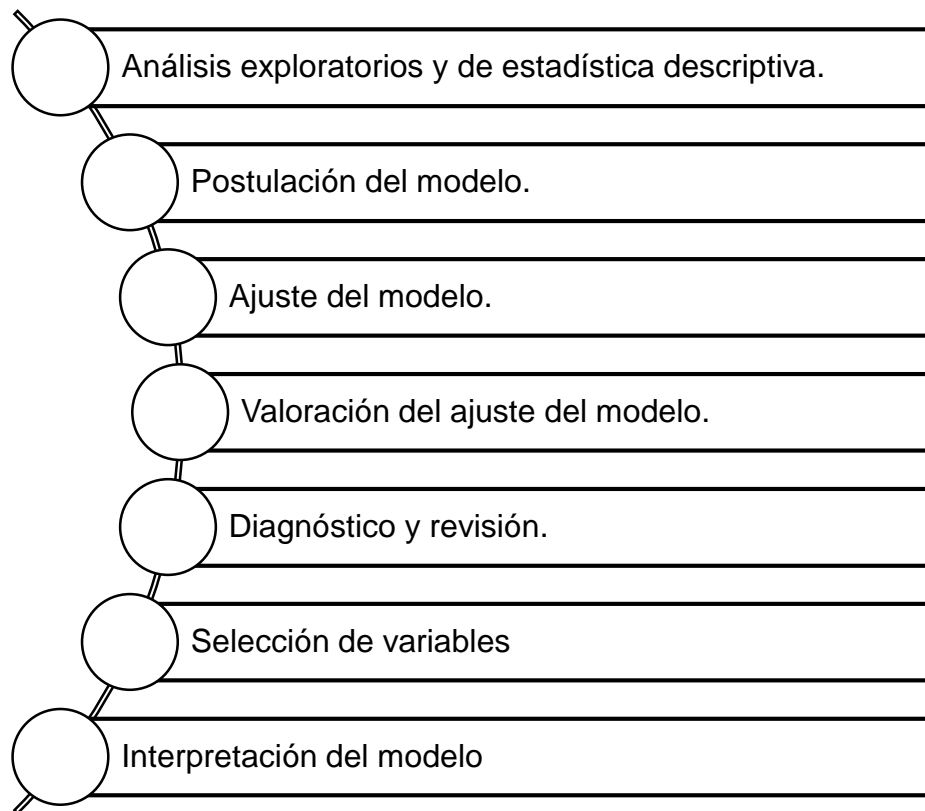 Análisis exploratorios y de estadística descriptiva.
Postulación del modelo.
Ajuste del modelo.
Valoración del ajuste del modelo.
Diagnóstico y revisión.
Selección de variables
Interpretación del modelo